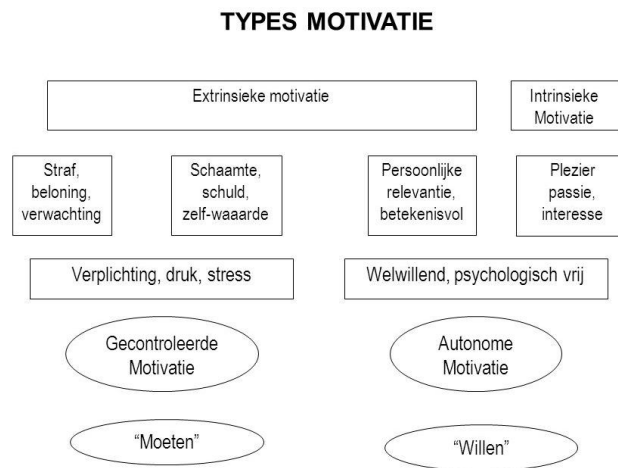 TYPES MOTIVATIE
Extrinsieke motivatie
Intrinsieke
Motivatie
Straf,
beloning,
verwachting
Schaamte,
schuld,
zelf-waaarde
Persoonlijke
relevantie,
betekenisvol
Plezier
passie,
interesse
Verplichting, druk, stress
Welwillend, psychologisch vrij
Gecontroleerde
Motivatie
Autonome
Motivatie
“Moeten”
“Willen”